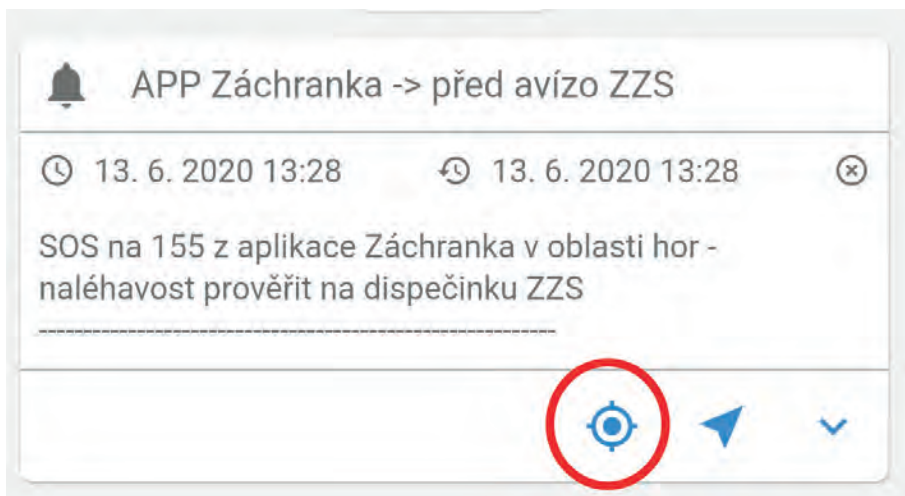 APP Záchranka -> před avízo ZZS
13. 6. 2020 13:28 13. 6. 2020 13:28
SOS na 155 z aplikace Záchranka v oblasti hor -
naléhavost prověřit na dispečinku ZZS
------------------------------------------------------------